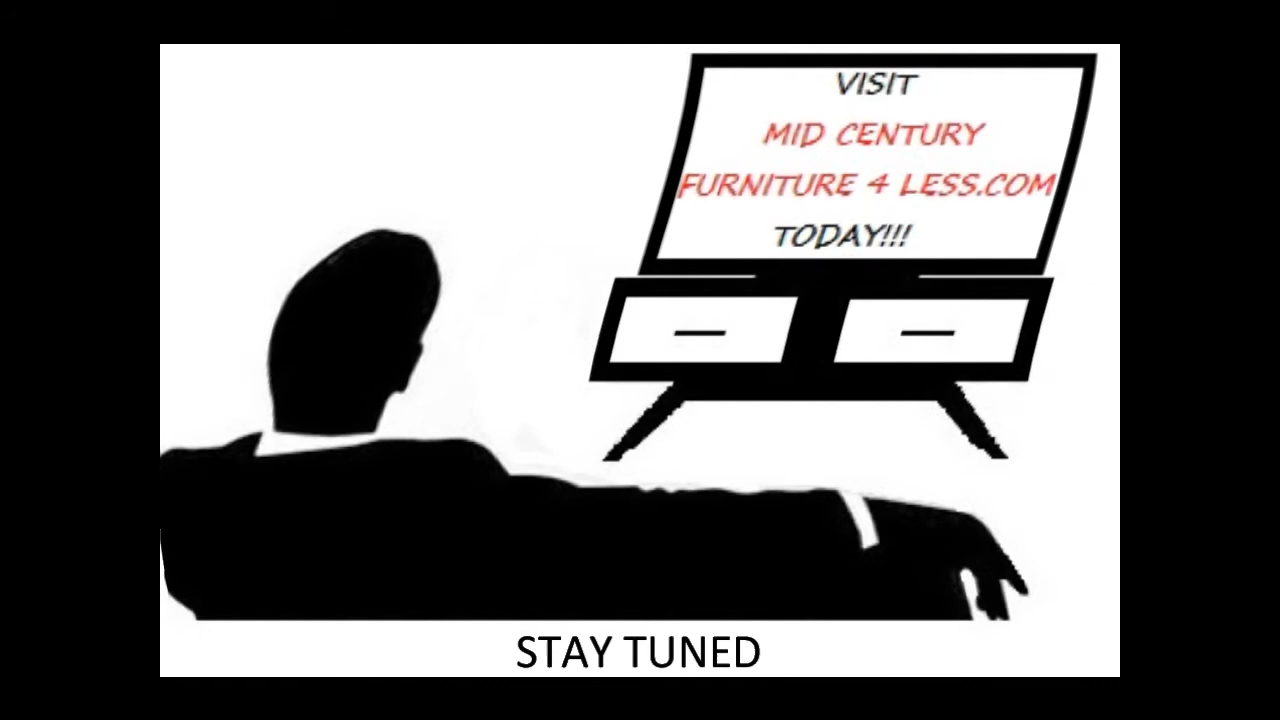 VISIT
MID CENTURY
FURNITURE 4 LESS.COM
TODAY!!!
STAY TUNED